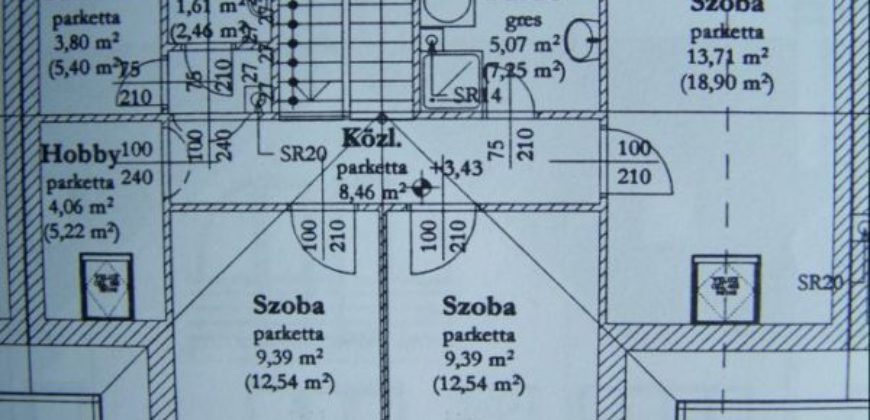 parketta
3,80 m²
(5,40 m²)
75
210
1,61 m²
(2,46 m²)
75
210
27
27
27
gres
5,07 m²
(7,25 m²)
SR14
Szoba
parketta
13,71 m²
(18,90 m²)
Hobby
parketta
4,06 m²
(5,22 m²)
100
240
100
240
SR20
Közl.
parketta
8,46 m²
+3,43
75
210
100
210
100
210
100
210
Szoba
parketta
9,39 m²
(12,54 m²)
Szoba
parketta
9,39 m²
(12,54 m²)
SR20